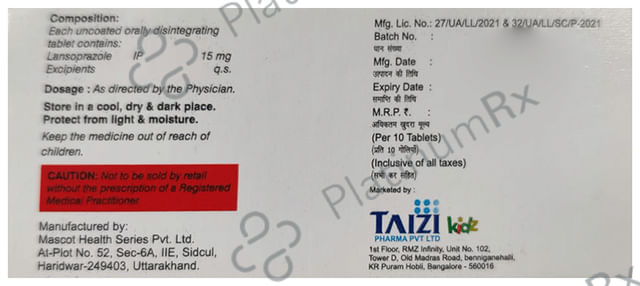 Composition:
Each uncoated orally disintegrating
tablet contains:
Lansoprazole IP 15 mg
Excipients q.s.
Dosage : As directed by the Physician.
Store in a cool, dry & dark place.
Protect from light & moisture.
Keep the medicine out of reach of
children.
CAUTION: Not to be sold by retail
without the prescription of a Registered
Medical Practitioner.
Manufactured by:
Mascot Health Series Pvt. Ltd.
At-Plot No. 52, Sec-6A, IIE, Sidcul,
Haridwar-249403, Uttarakhand.
Mfg. Lic. No.: 27/UA/LL/2021 & 32/UA/LL/SC/P-2021
Batch No. :
घान संख्या
Mfg. Date :
उत्पादन की तिथि
Expiry Date :
समाप्ति की तिथि
M.R.P. ₹. :
अधिकतम खुदरा मूल्य
(Per 10 Tablets)
(प्रति 10 गोलियाँ)
(Inclusive of all taxes)
(सभी कर सहित)
Marketed by :
TAIZI kidz
PHARMA PVT LTD
1st Floor, RMZ Infinity, Unit No. 102,
Tower D, Old Madras Road, benniganehalli,
KR Puram Hobli, Bangalore - 560016
PlatinumRx
PlatinumRx